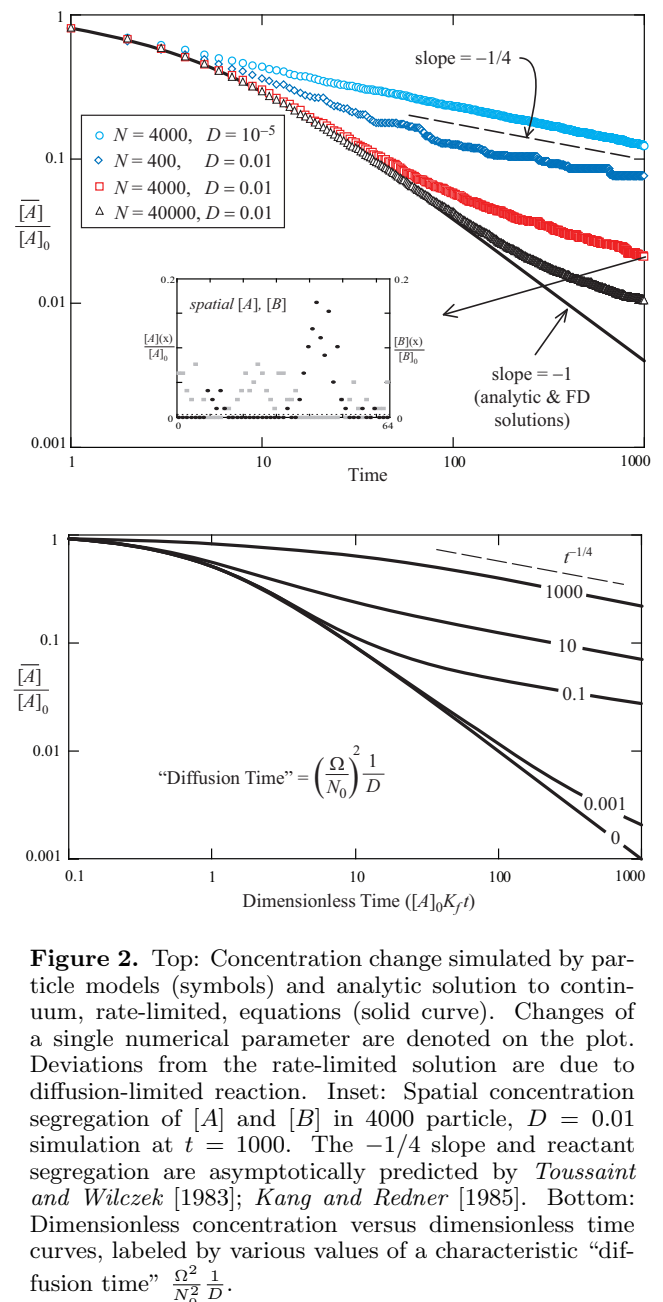 1
0.1
0.01
0.001
[A]
[A]0
slope = −1/4
N = 4000, D = 10−5
N = 400, D = 0.01
N = 4000, D = 0.01
N = 40000, D = 0.01
0.2
0.2
spatial [A], [B]
[A](x)
[A]0
[B](x)
[B]0
0
0
0
64
slope = −1
(analytic & FD
solutions)
1
10
100
1000
Time
1
0.1
0.01
0.001
[A]
[A]0
t−1/4
1000
10
0.1
0.001
0
“Diffusion Time” = (Ω/N0)2 1/D
0.1
1
10
100
1000
Dimensionless Time ([A]0Kft)
Figure 2. Top: Concentration change simulated by par-
ticle models (symbols) and analytic solution to contin-
uum, rate-limited, equations (solid curve). Changes of
a single numerical parameter are denoted on the plot.
Deviations from the rate-limited solution are due to
diffusion-limited reaction. Inset: Spatial concentration
segregation of [A] and [B] in 4000 particle, D = 0.01
simulation at t = 1000. The −1/4 slope and reactant
segregation are asymptotically predicted by Toussaint
and Wilczek [1983]; Kang and Redner [1985]. Bottom:
Dimensionless concentration versus dimensionless time
curves, labeled by various values of a characteristic “dif-
fusion time” Ω2/N02 1/D.